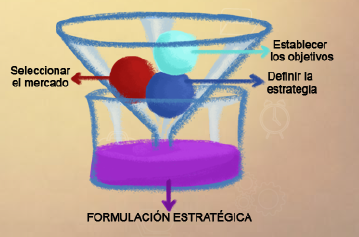 Establecer
los objetivos
Seleccionar
el mercado
Definir la
estrategia
FORMULACIÓN ESTRATÉGICA